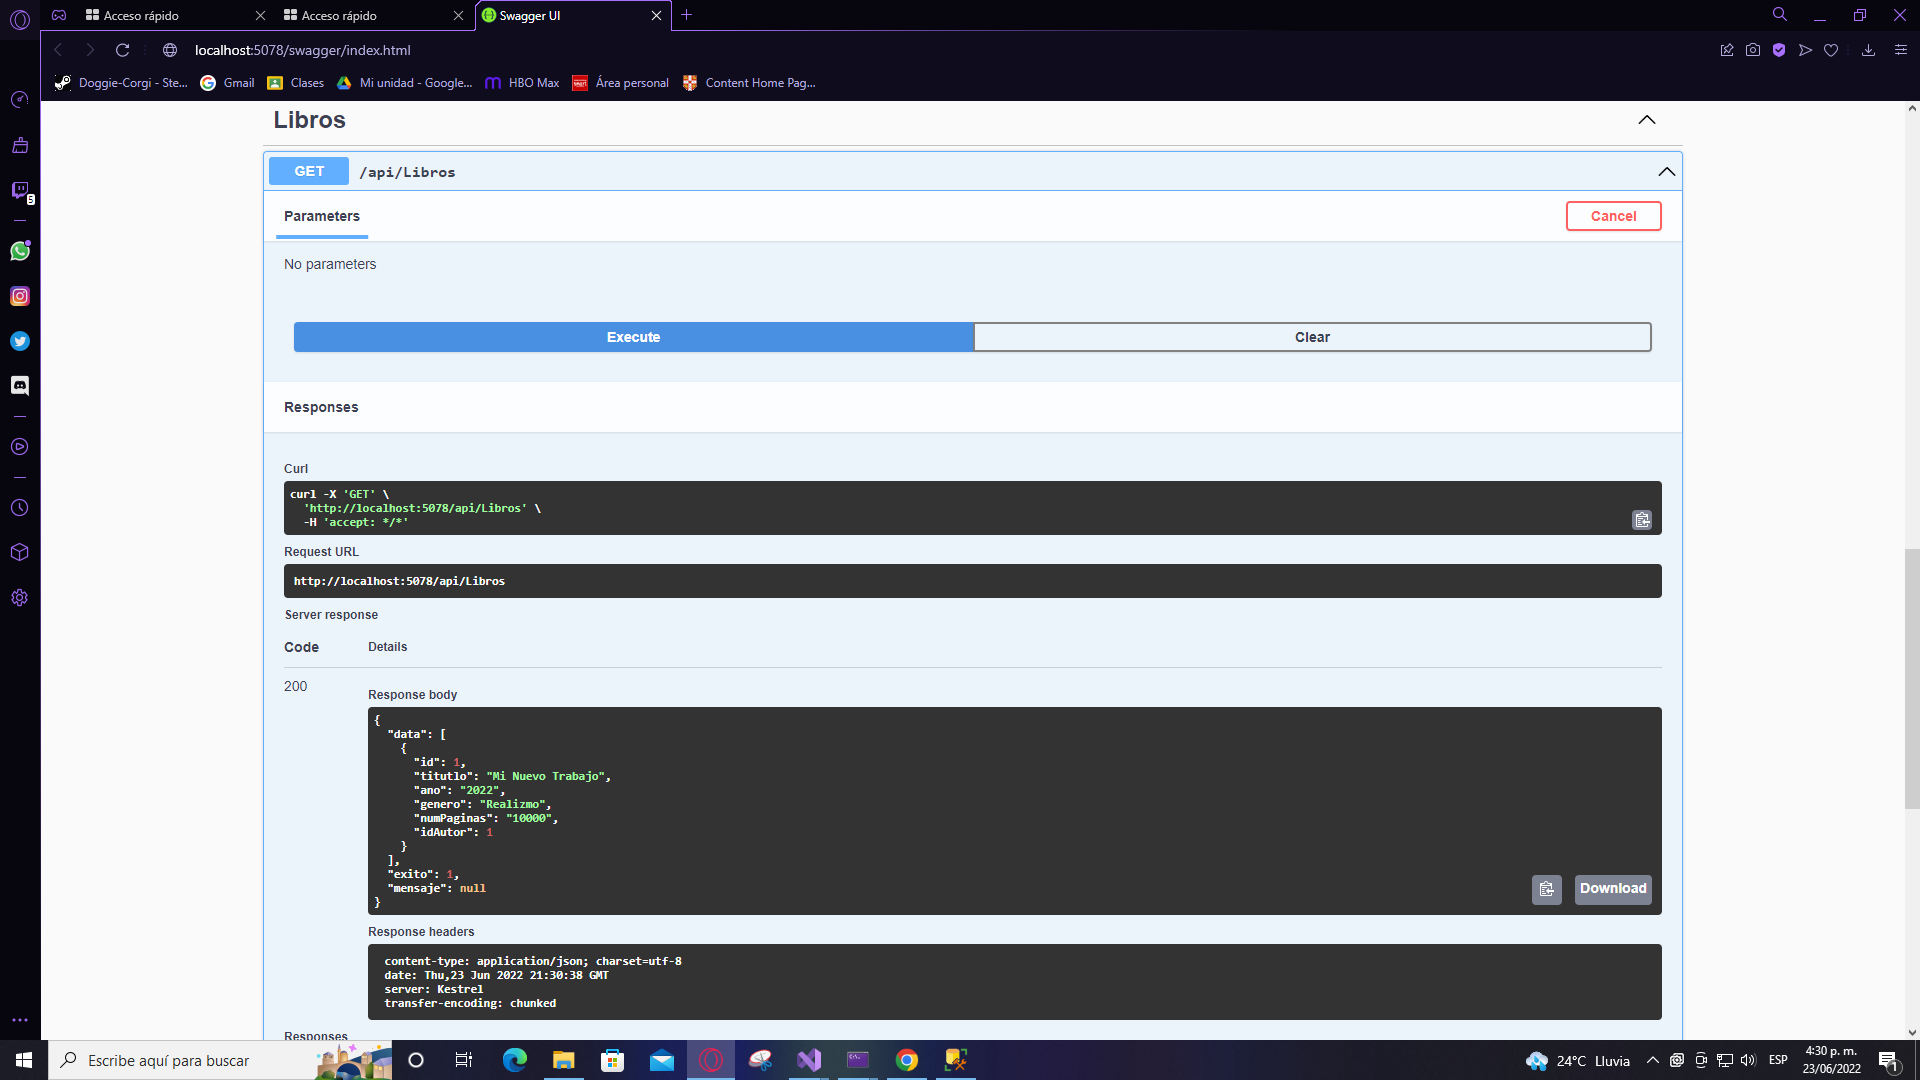 Acceso rápido
Acceso rápido
Swagger UI
localhost:5078/swagger/index.html
Doggie-Corgi - Ste...
Gmail
Clases
Mi unidad - Google...
HBO Max
Área personal
Content Home Pag...
5
Libros
GET /api/Libros
Parameters
Cancel
No parameters
Execute
Clear
Responses
Curl
curl -X 'GET' \
'http://localhost:5078/api/Libros' \
-H 'accept: */*'
Request URL
http://localhost:5078/api/Libros
Server response
Code Details
200
Response body
{
"data": [
{
"id": 1,
"titutlo": "Mi Nuevo Trabajo",
"ano": "2022",
"genero": "Realizmo",
"numPaginas": "10000",
"idAutor": 1
}
],
"exito": 1,
"mensaje": null
}
Download
Response headers
content-type: application/json; charset=utf-8
date: Thu,23 Jun 2022 21:30:38 GMT
server: Kestrel
transfer-encoding: chunked
Responses
Escribe aquí para buscar
24°C Lluvia
ESP
4:30 p. m.
23/06/2022
1